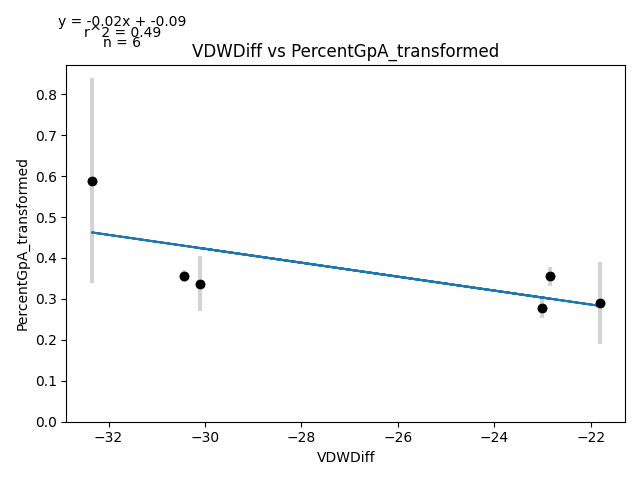 y = -0.02x + -0.09
r^2 = 0.49
n = 6
VDWDiff vs PercentGpA_transformed
PercentGpA_transformed
0.8
0.7
0.6
0.5
0.4
0.3
0.2
0.1
0.0
−32 −30 −28 −26 −24 −22
VDWDiff